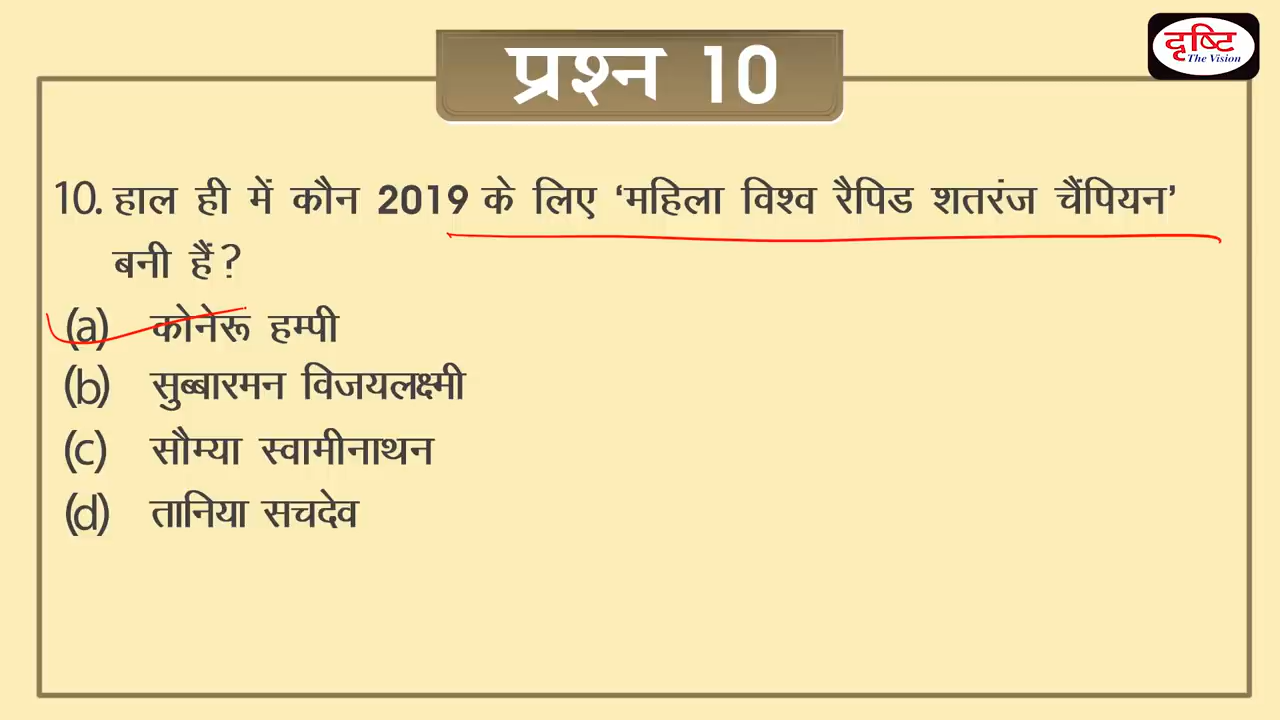 दृष्टि
The Vision
प्रश्न 10
10. हाल ही में कौन 2019 के लिए ‘महिला विश्व रैपिड शतरंज चैंपियन’
बनी हैं?
(a) कोनेरू हम्पी
(b) सुब्बारमन विजयलक्ष्मी
(c) सौम्या स्वामीनाथन
(d) तानिया सचदेव